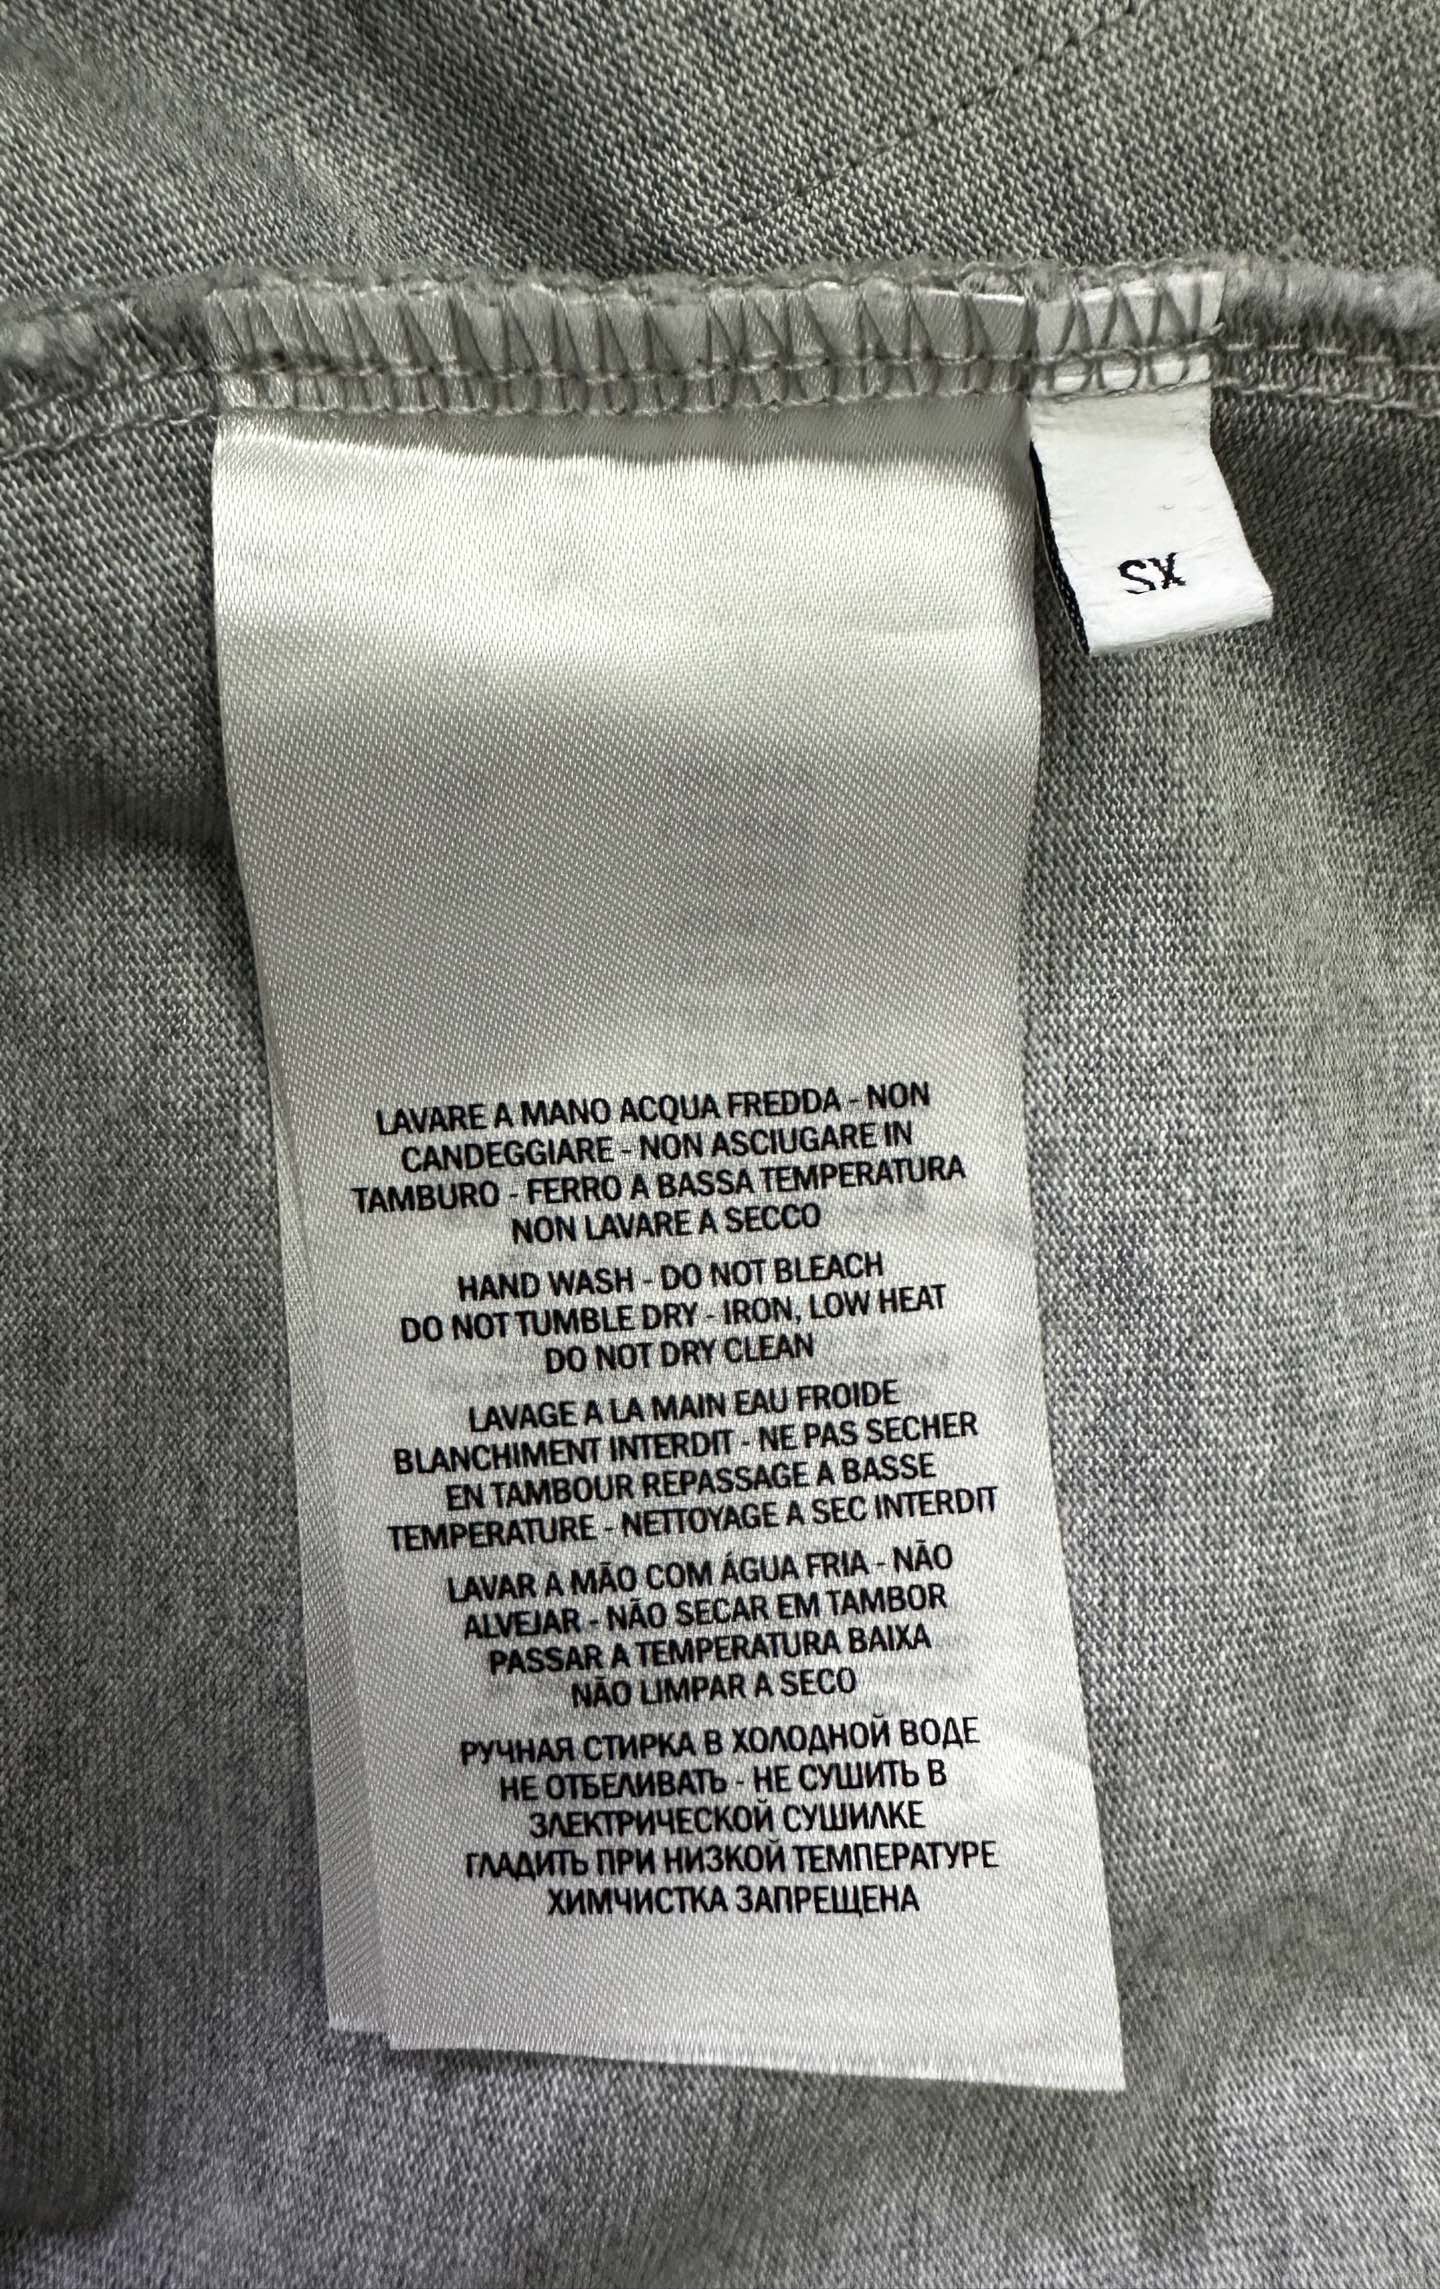 SX
LAVARE A MANO ACQUA FREDDA - NON
CANDEGGIARE - NON ASCIUGARE IN
TAMBURO - FERRO A BASSA TEMPERATURA
NON LAVARE A SECCO
HAND WASH - DO NOT BLEACH
DO NOT TUMBLE DRY - IRON, LOW HEAT
DO NOT DRY CLEAN
LAVAGE A LA MAIN EAU FROIDE
BLANCHIMENT INTERDIT - NE PAS SECHER
EN TAMBOUR REPASSAGE A BASSE
TEMPERATURE - NETTOYAGE A SEC INTERDIT
LAVAR A MÃO COM ÁGUA FRIA - NÃO
ALVEJAR - NÃO SECAR EM TAMBOR
PASSAR A TEMPERATURA BAIXA
NÃO LIMPAR A SECO
РУЧНАЯ СТИРКА В ХОЛОДНОЙ ВОДЕ
НЕ ОТБЕЛИВАТЬ - НЕ СУШИТЬ В
ЗЛЕКТРИЧЕСКОЙ СУШИЛКЕ
ГЛАДИТЬ ПРИ НИЗКОЙ ТЕМПЕРАТУРЕ
ХИМЧИСТКА ЗАПРЕЩЕНА